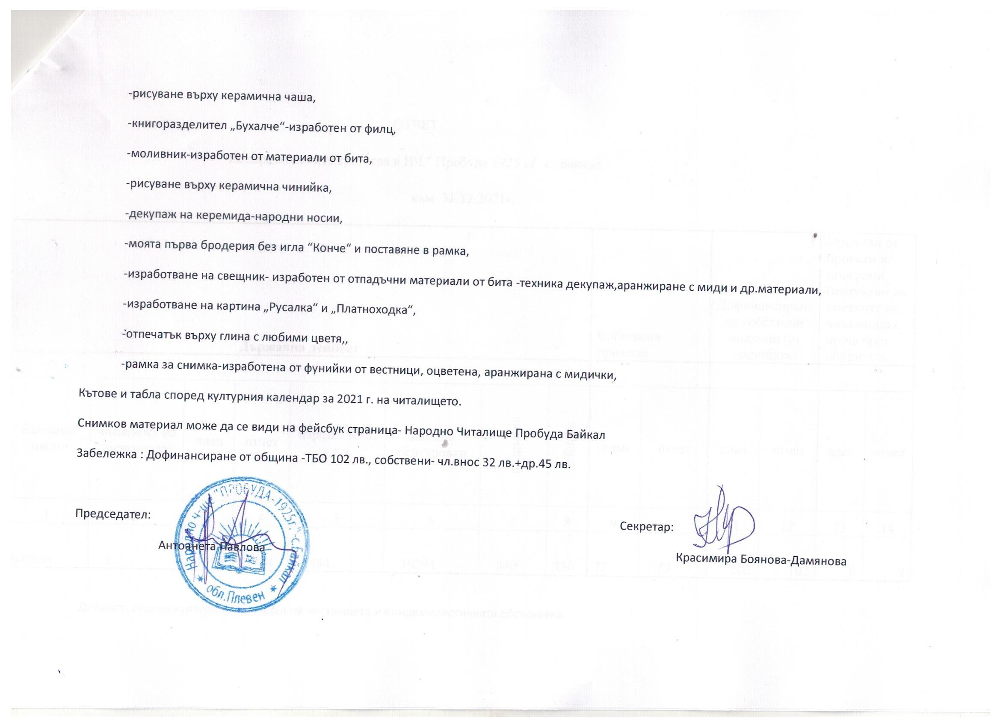 -рисуване върху керамична чаша,
-книгоразделител „Бухалче“-изработен от филц,
-моливник-изработен от материали от бита,
-рисуване върху керамична чинийка,
-декупаж на керемида-народни носии,
-моята първа бродерия без игла “Конче“ и поставяне в рамка,
-изработване на свещник- изработен от отпадъчни материали от бита -техника декупаж,аранжиране с миди и др.материали,
-изработване на картина „Русалка“ и „Платноходка“,
-отпечатък върху глина с любими цветя,,
-рамка за снимка-изработена от фунийки от вестници, оцветена, аранжирана с мидички,
Кътове и табла според културния календар за 2021 г. на читалището.
Снимков материал може да се види на фейсбук страница- Народно Читалище Пробуда Байкал
Забележка : Дофинансиране от община -ТБО 102 лв., собствени- чл.внос 32 лв.+др.45 лв.
Председател:
Антоанета Павлова
Народно ч-ще "ПРОБУДА-1925г."-с.Байкал
обл.Плевен
Секретар:
Красимира Боянова-Дамянова